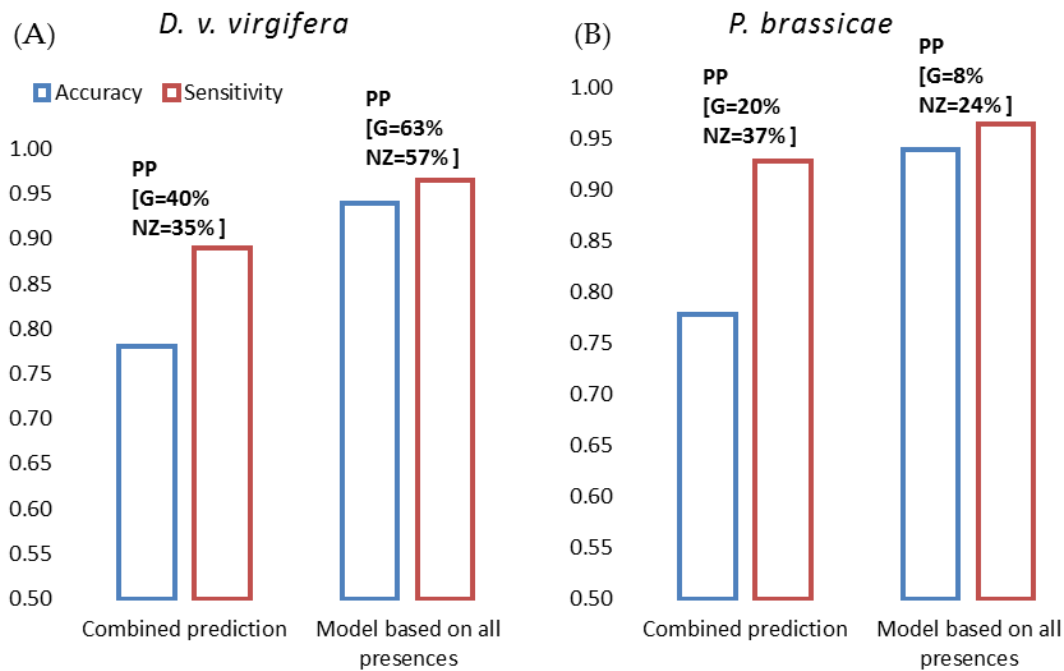 (A)
D. v. virgifera
Accuracy
Sensitivity
PP
[G=40%
NZ=35% ]
PP
[G=63%
NZ=57% ]
1.00
0.95
0.90
0.85
0.80
0.75
0.70
0.65
0.60
0.55
0.50
Combined prediction
Model based on all
presences
(B)
P. brassicae
PP
[G=20%
NZ=37% ]
PP
[G=8%
NZ=24% ]
1.00
0.95
0.90
0.85
0.80
0.75
0.70
0.65
0.60
0.55
0.50
Combined prediction
Model based on all
presences